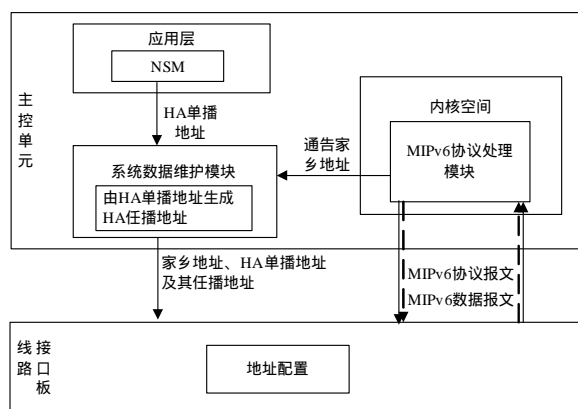 应用层
NSM
主控单元
HA单播
地址
内核空间
通告家
乡地址
MIPv6协议处理
模块
系统数据维护模块
由HA单播地址生成
HA任播地址
家乡地址、HA单播地址
及其任播地址
MIPv6协议报文
MIPv6数据报文
线路
接口板
地址配置